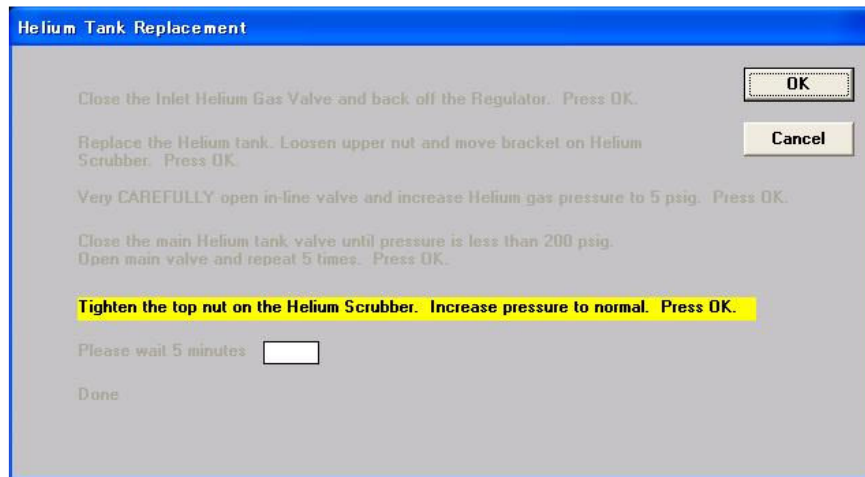 Helium Tank Replacement
Close the Inlet Helium Gas Valve and back off the Regulator.  Press OK.
OK
Replace the Helium tank. Loosen upper nut and move bracket on Helium
Scrubber.  Press OK.
Cancel
Very CAREFULLY open in-line valve and increase Helium gas pressure to 5 psig.  Press OK.
Close the main Helium tank valve until pressure is less than 200 psig.
Open main valve and repeat 5 times.  Press OK.
Tighten the top nut on the Helium Scrubber.  Increase pressure to normal.  Press OK.
Please wait 5 minutes
Done